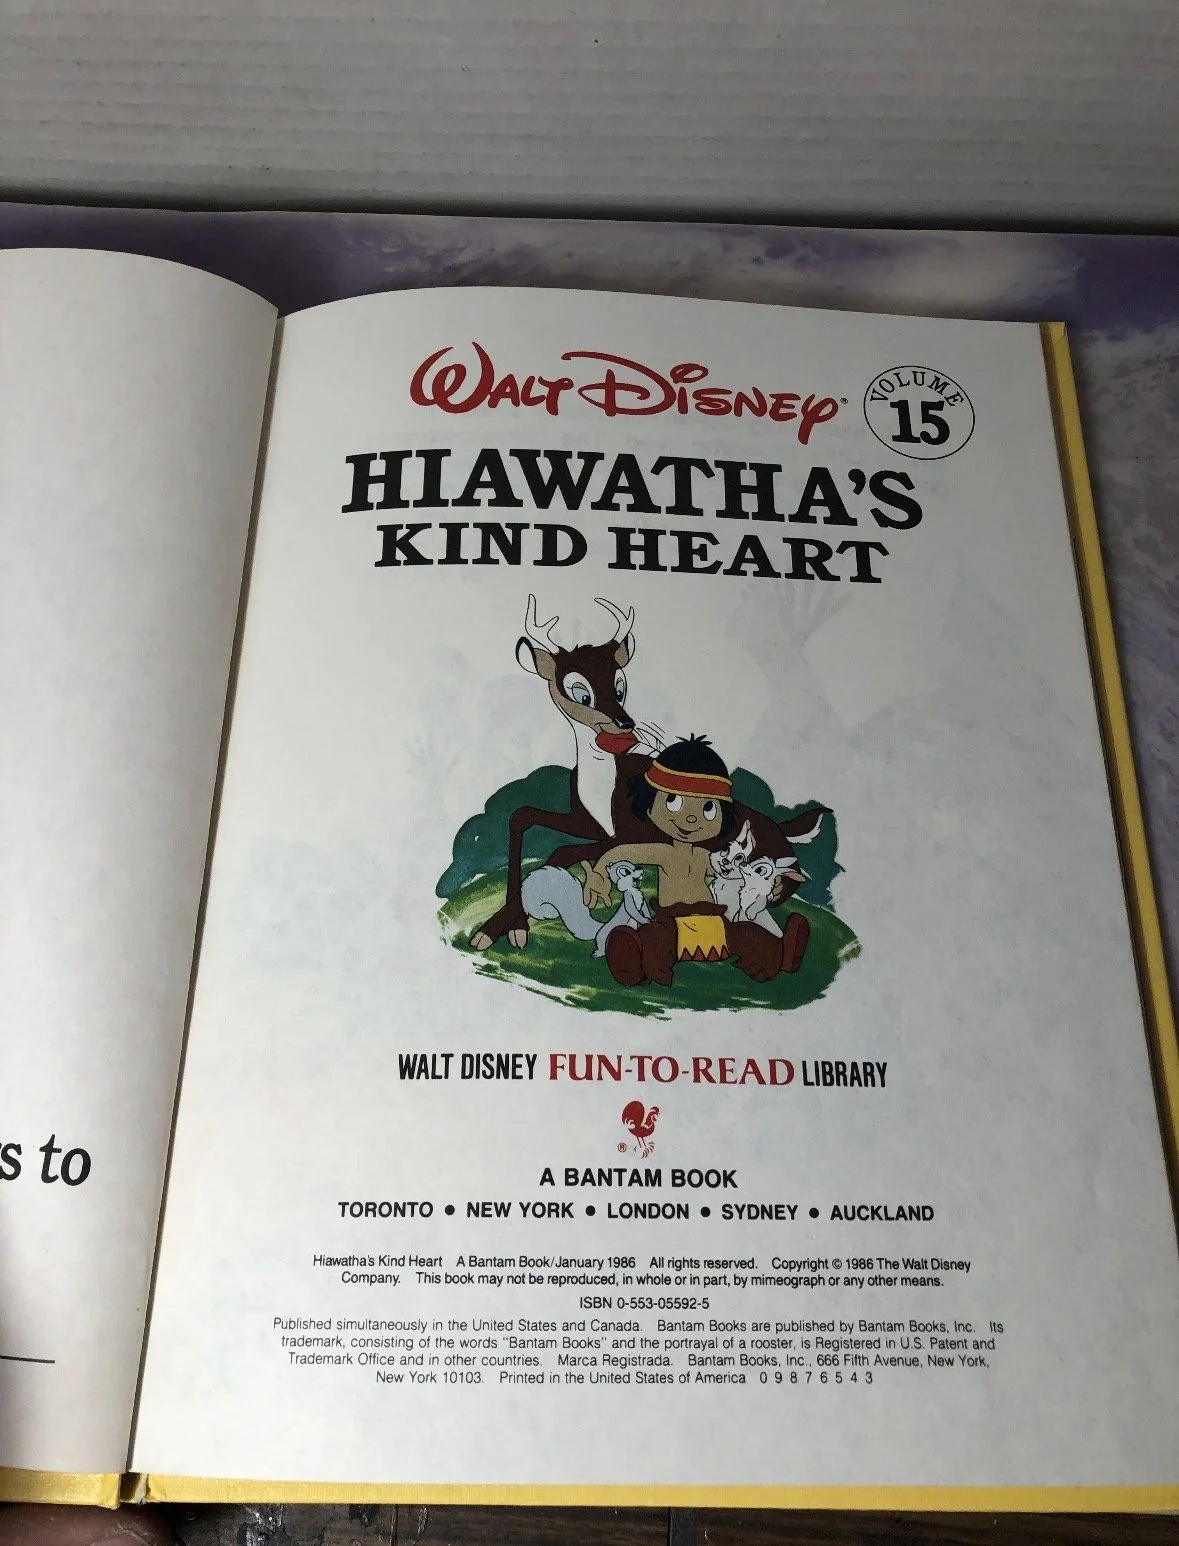 WALT DISNEY®
VOLUME
15
HIAWATHA'S
KIND HEART
WALT DISNEY FUN-TO-READ LIBRARY
®
A BANTAM BOOK
TORONTO • NEW YORK • LONDON • SYDNEY • AUCKLAND
Hiawatha's Kind Heart A Bantam Book/January 1986 All rights reserved. Copyright © 1986 The Walt Disney
Company. This book may not be reproduced, in whole or in part, by mimeograph or any other means.
ISBN 0-553-05592-5
Published simultaneously in the United States and Canada. Bantam Books are published by Bantam Books, Inc. Its
trademark, consisting of the words "Bantam Books" and the portrayal of a rooster, is Registered in U.S. Patent and
Trademark Office and in other countries. Marca Registrada. Bantam Books, Inc., 666 Fifth Avenue, New York,
New York 10103. Printed in the United States of America 0 9 8 7 6 5 4 3
s to